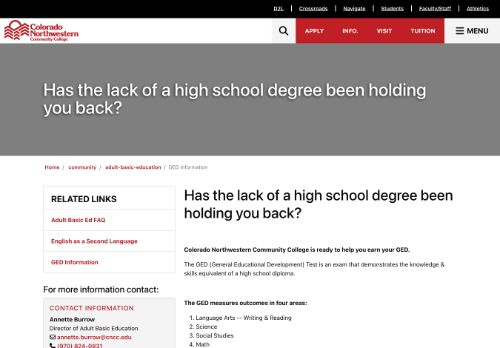 D2L | Crossroads | Navigate | Students | Faculty/Staff | Athletics
Colorado
Northwestern
Community College
APPLY INFO. VISIT TUITION MENU
Has the lack of a high school degree been holding
you back?
Home / community / adult-basic-education / GED Information
RELATED LINKS
Adult Basic Ed FAQ
English as a Second Language
GED Information
For more information contact:
CONTACT INFORMATION
Annette Burrow
Director of Adult Basic Education
annette.burrow@cncc.edu
(970) 824-0831
Has the lack of a high school degree been
holding you back?
Colorado Northwestern Community College is ready to help you earn your GED.
The GED (General Educational Development) Test is an exam that demonstrates the knowledge &
skills equivalent of a high school diploma.
The GED measures outcomes in four areas:
1. Language Arts -- Writing & Reading
2. Science
3. Social Studies
4. Math